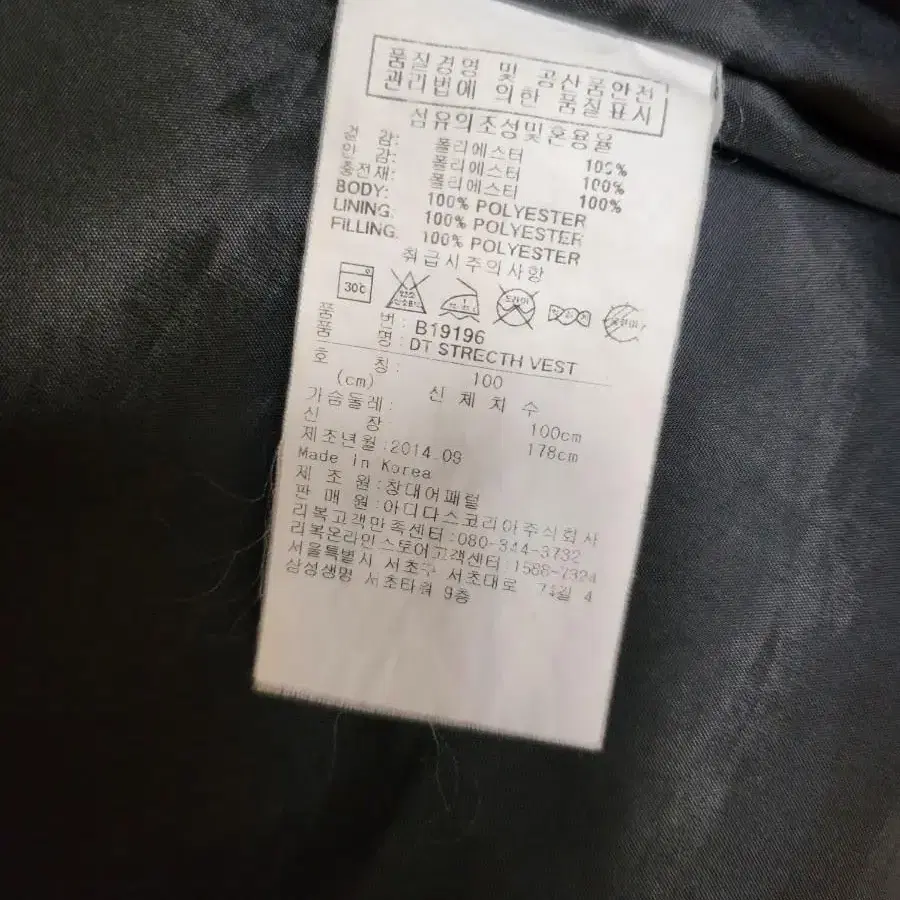 품질경영 및 공산품안전
관리법에 의한 품질표시
섬유의조성및혼용율
겉 감: 폴리에스터 100%
안 감: 폴리에스터 100%
충전재: 폴리에스터 100%
BODY: 100% POLYESTER
LINING: 100% POLYESTER
FILLING: 100% POLYESTER
취급시주의사항
30℃ 드라이
품 번: B19196
품 명: DT STRECTH VEST
호 칭: 100
(cm) 신 체 치 수
가슴둘레: 100cm
신 장: 178cm
제조년월:2014.09
Made in Korea
제 조 원:창대어패럴
판 매 원:아디다스코리아주식회사
리복고객만족센터:080-344-3732
리복온라인스토어고객센터:1588-7324
서울특별시 서초구 서초대로 74길 4
삼성생명 서초타워 9층